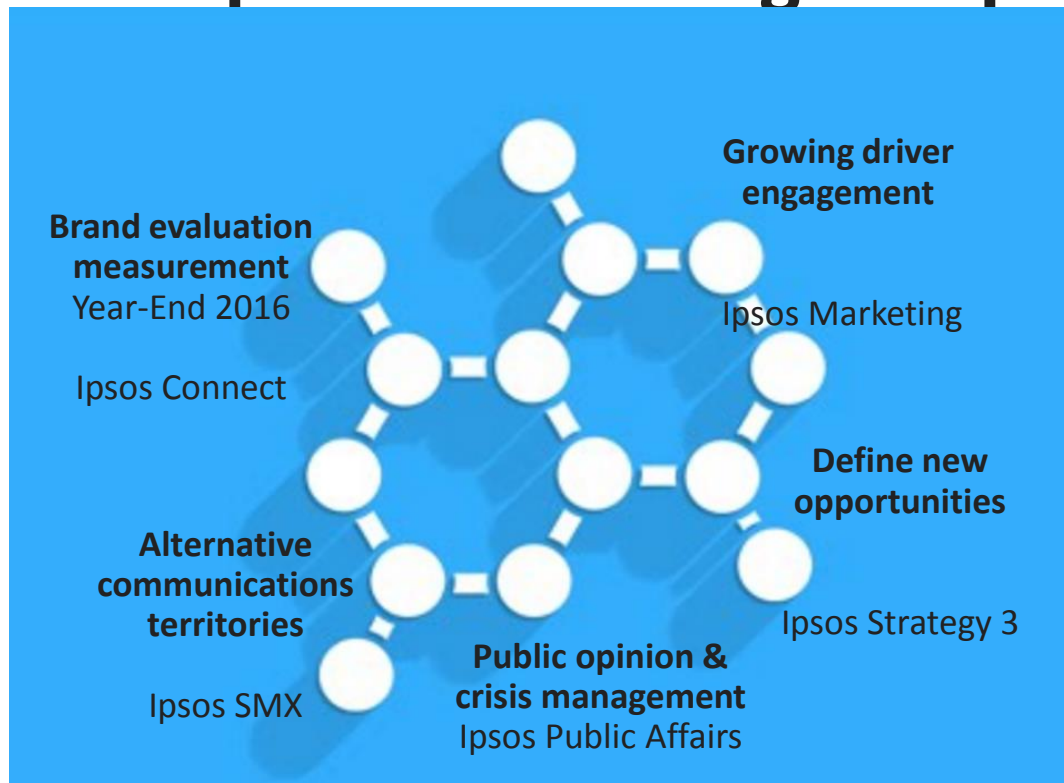 Growing driver
engagement
Ipsos Marketing
Brand evaluation
measurement
Year-End 2016
Ipsos Connect
Define new
opportunities
Ipsos Strategy 3
Alternative
communications
territories
Ipsos SMX
Public opinion &
crisis management
Ipsos Public Affairs